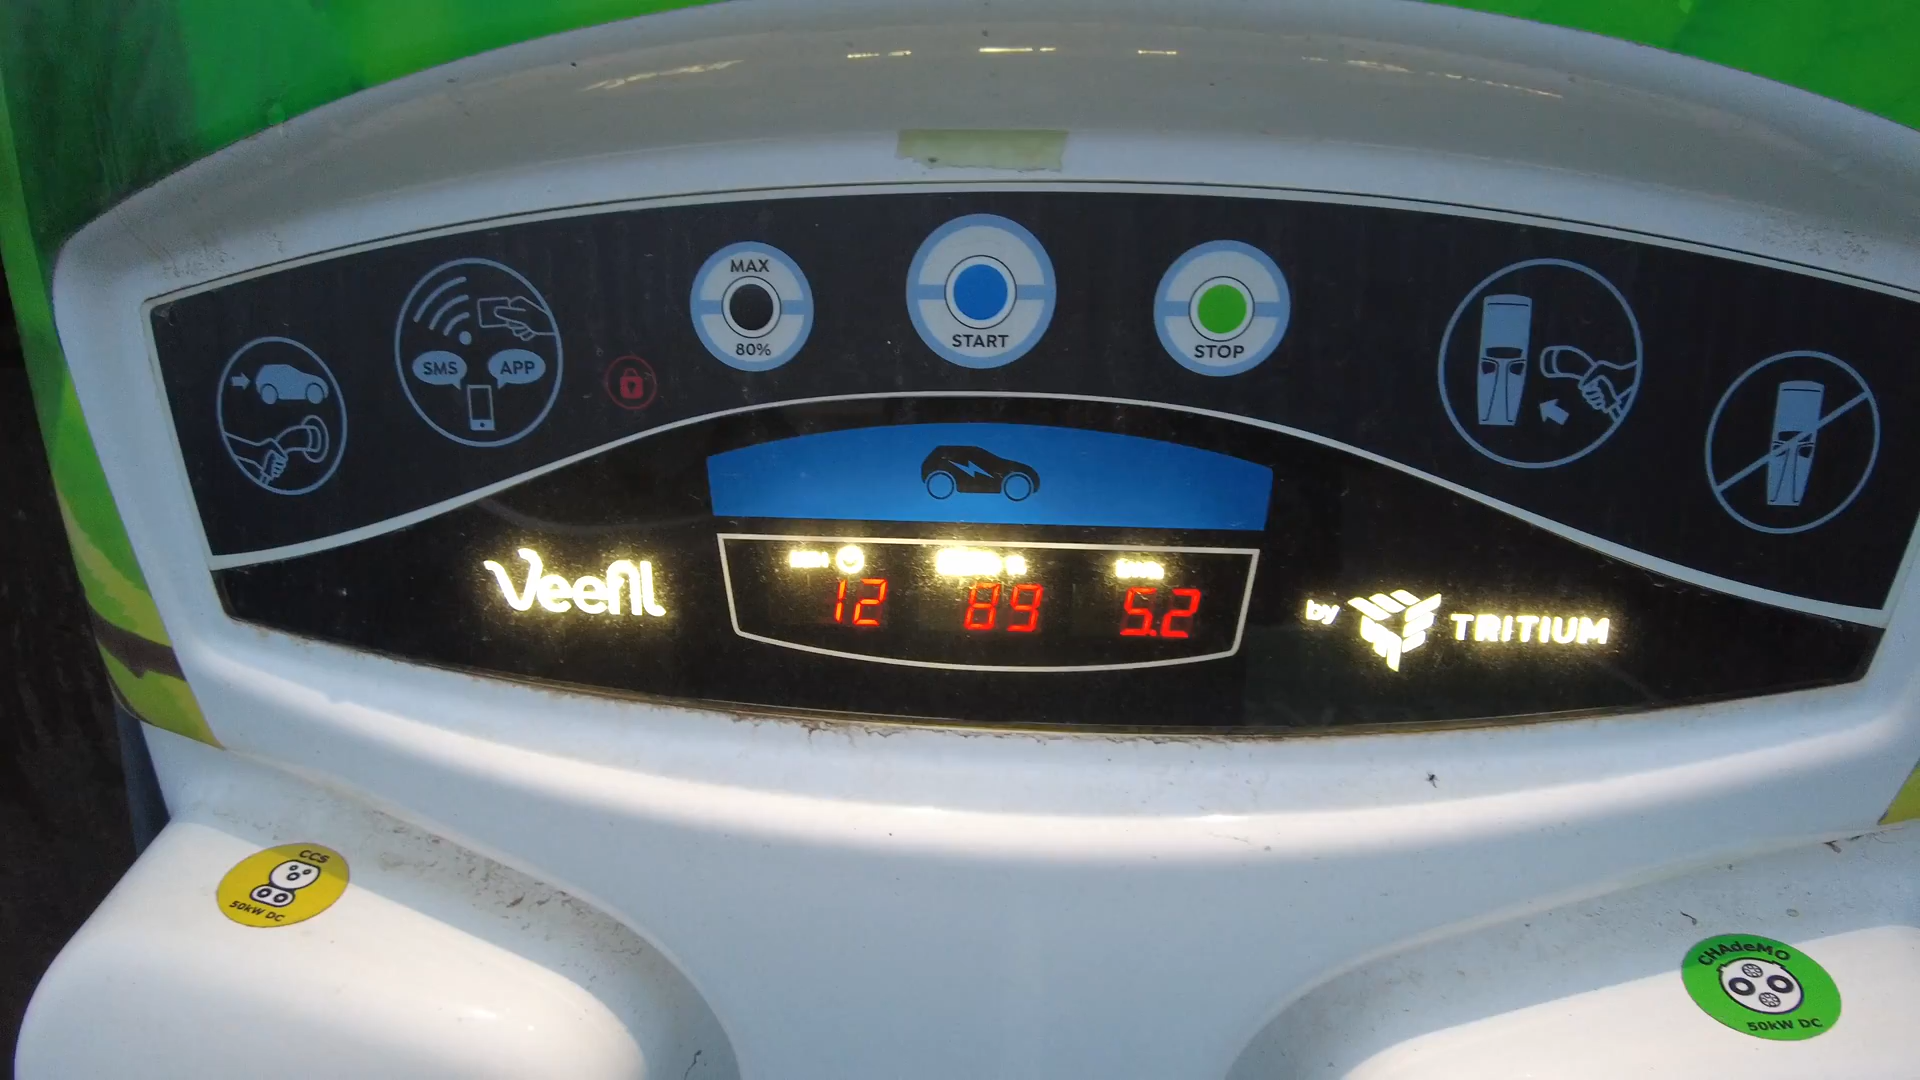 MAX
80%
START
STOP
SMS
APP
Veefil
12
89
5.2
by TRITIUM
CCS
50kW DC
CHAdeMO
50kW DC